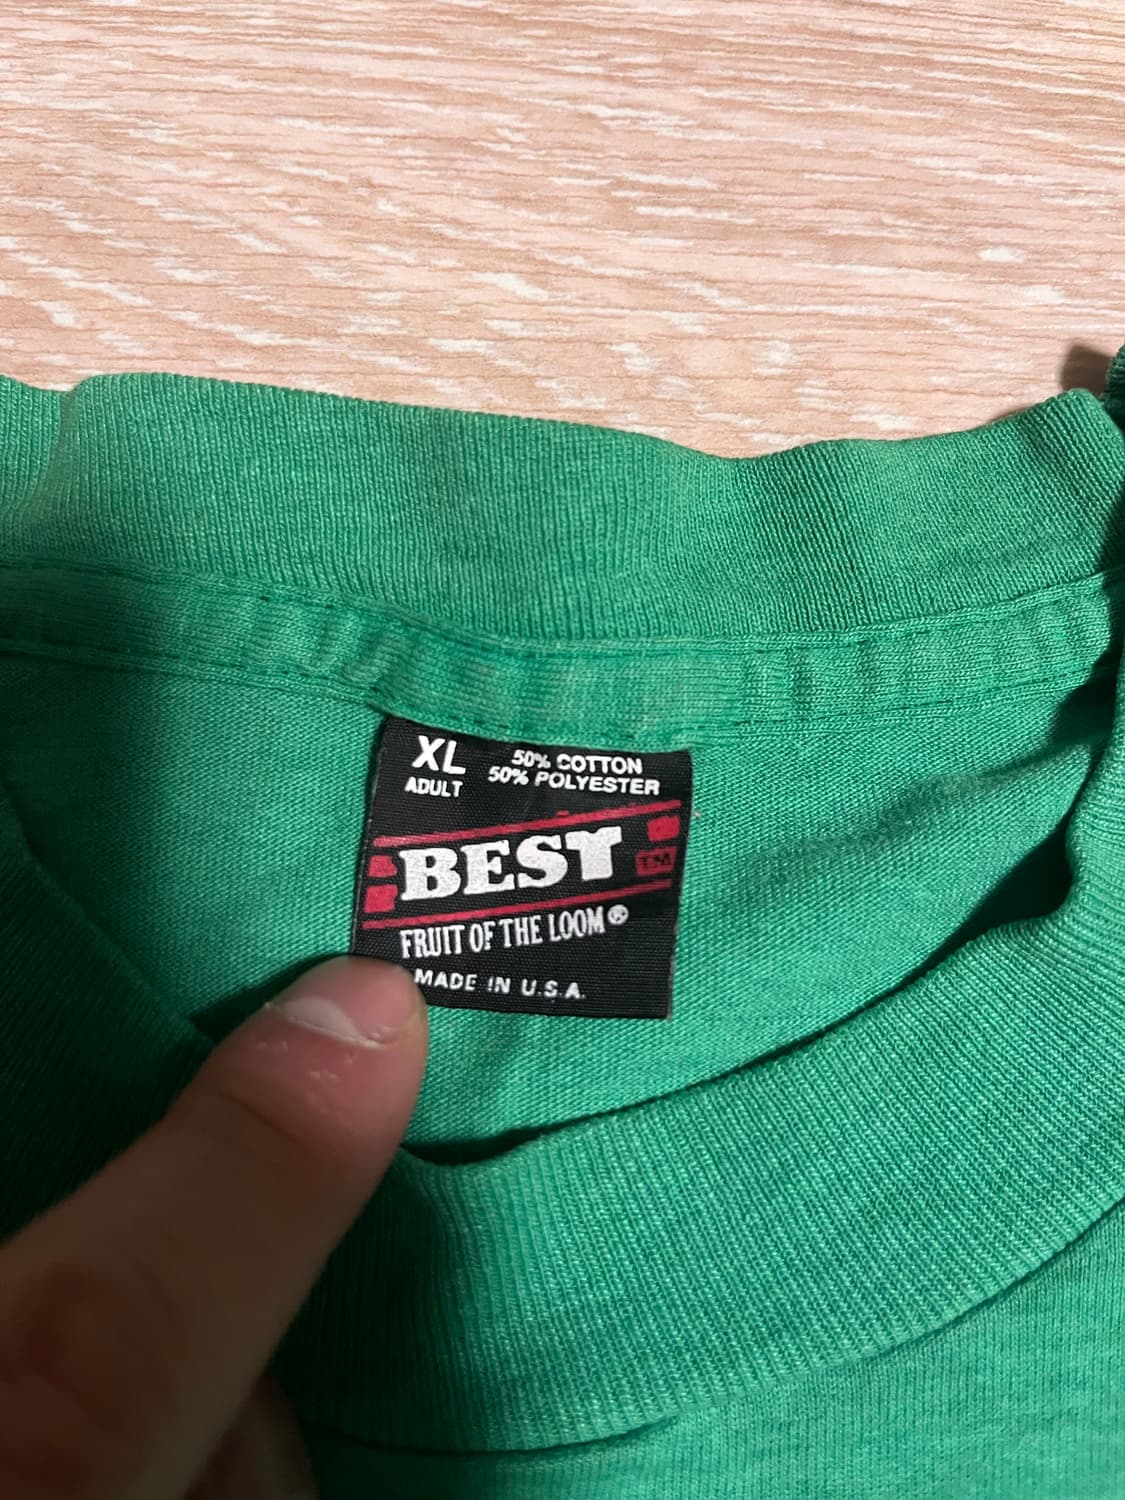 XL
ADULT
50% COTTON
50% POLYESTER
BEST
TM
FRUIT OF THE LOOM®
MADE IN U.S.A.